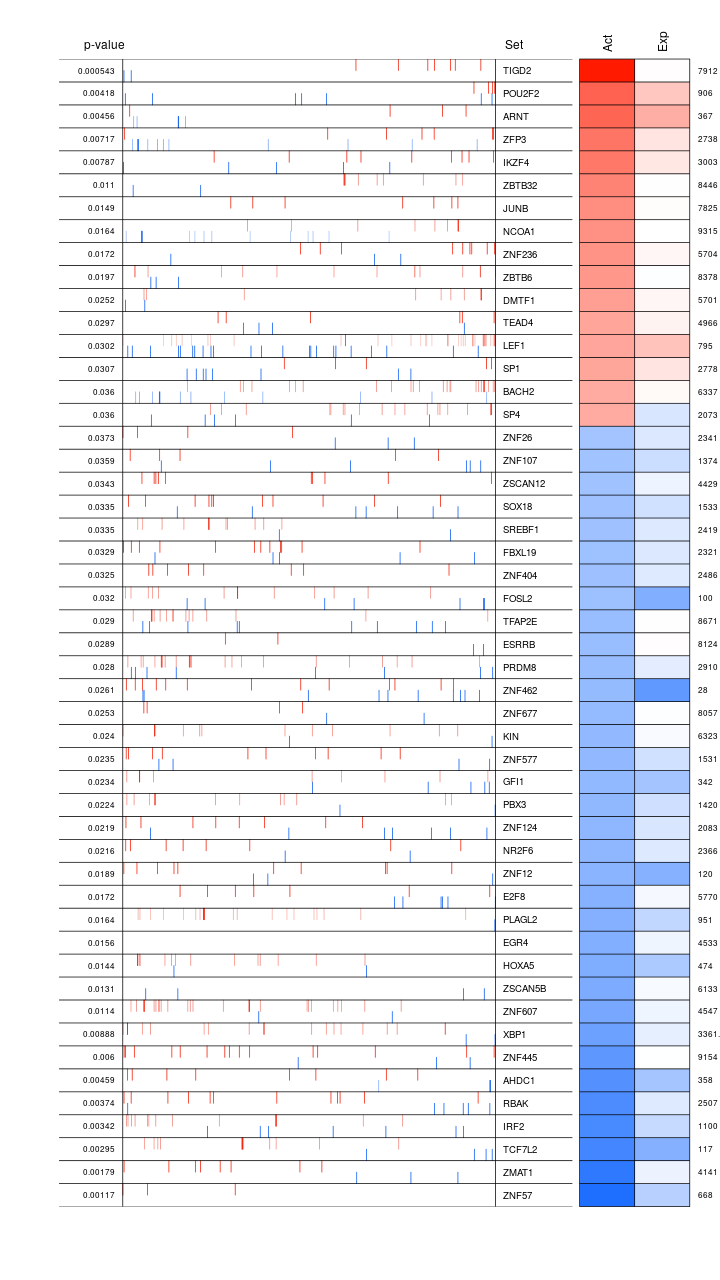 p-value Set Act Exp
0.000543 TIGD2 7912
0.00418 POU2F2 906
0.00456 ARNT 367
0.00717 ZFP3 2738
0.00787 IKZF4 3003
0.011 ZBTB32 8446
0.0149 JUNB 7825
0.0164 NCOA1 9315
0.0172 ZNF236 5704
0.0197 ZBTB6 8378
0.0252 DMTF1 5701
0.0297 TEAD4 4966
0.0302 LEF1 795
0.0307 SP1 2778
0.036 BACH2 6337
0.036 SP4 2073
0.0373 ZNF26 2341
0.0359 ZNF107 1374
0.0343 ZSCAN12 4429
0.0335 SOX18 1533
0.0335 SREBF1 2419
0.0329 FBXL19 2321
0.0325 ZNF404 2486
0.032 FOSL2 100
0.029 TFAP2E 8671
0.0289 ESRRB 8124
0.028 PRDM8 2910
0.0261 ZNF462 28
0.0253 ZNF677 8057
0.024 KIN 6323
0.0235 ZNF577 1531
0.0234 GFI1 342
0.0224 PBX3 1420
0.0219 ZNF124 2083
0.0216 NR2F6 2366
0.0189 ZNF12 120
0.0172 E2F8 5770
0.0164 PLAGL2 951
0.0156 EGR4 4533
0.0144 HOXA5 474
0.0131 ZSCAN5B 6133
0.0114 ZNF607 4547
0.00888 XBP1 3361.
0.006 ZNF445 9154
0.00459 AHDC1 358
0.00374 RBAK 2507
0.00342 IRF2 1100
0.00295 TCF7L2 117
0.00179 ZMAT1 4141
0.00117 ZNF57 668